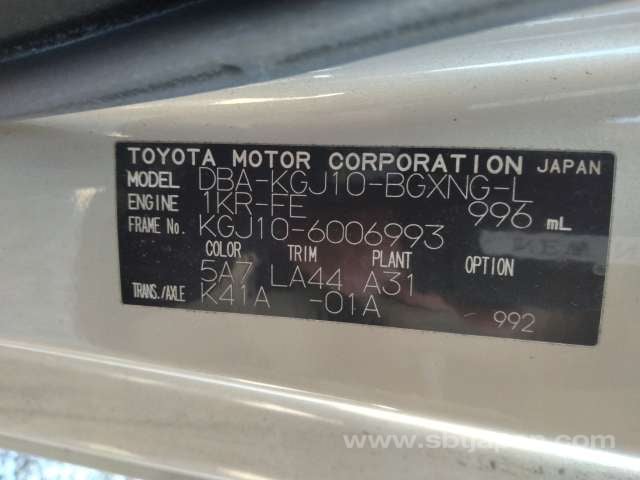 TOYOTA MOTOR CORPORATION JAPAN
MODEL DBA-KGJ10-BGXNG-L
ENGINE 1KR-FE 996 mL
FRAME No. KGJ10-6006993
COLOR TRIM PLANT OPTION
5A7 LA44 A31
TRANS./AXLE K41A -01A
992
www.sbtjapan.com